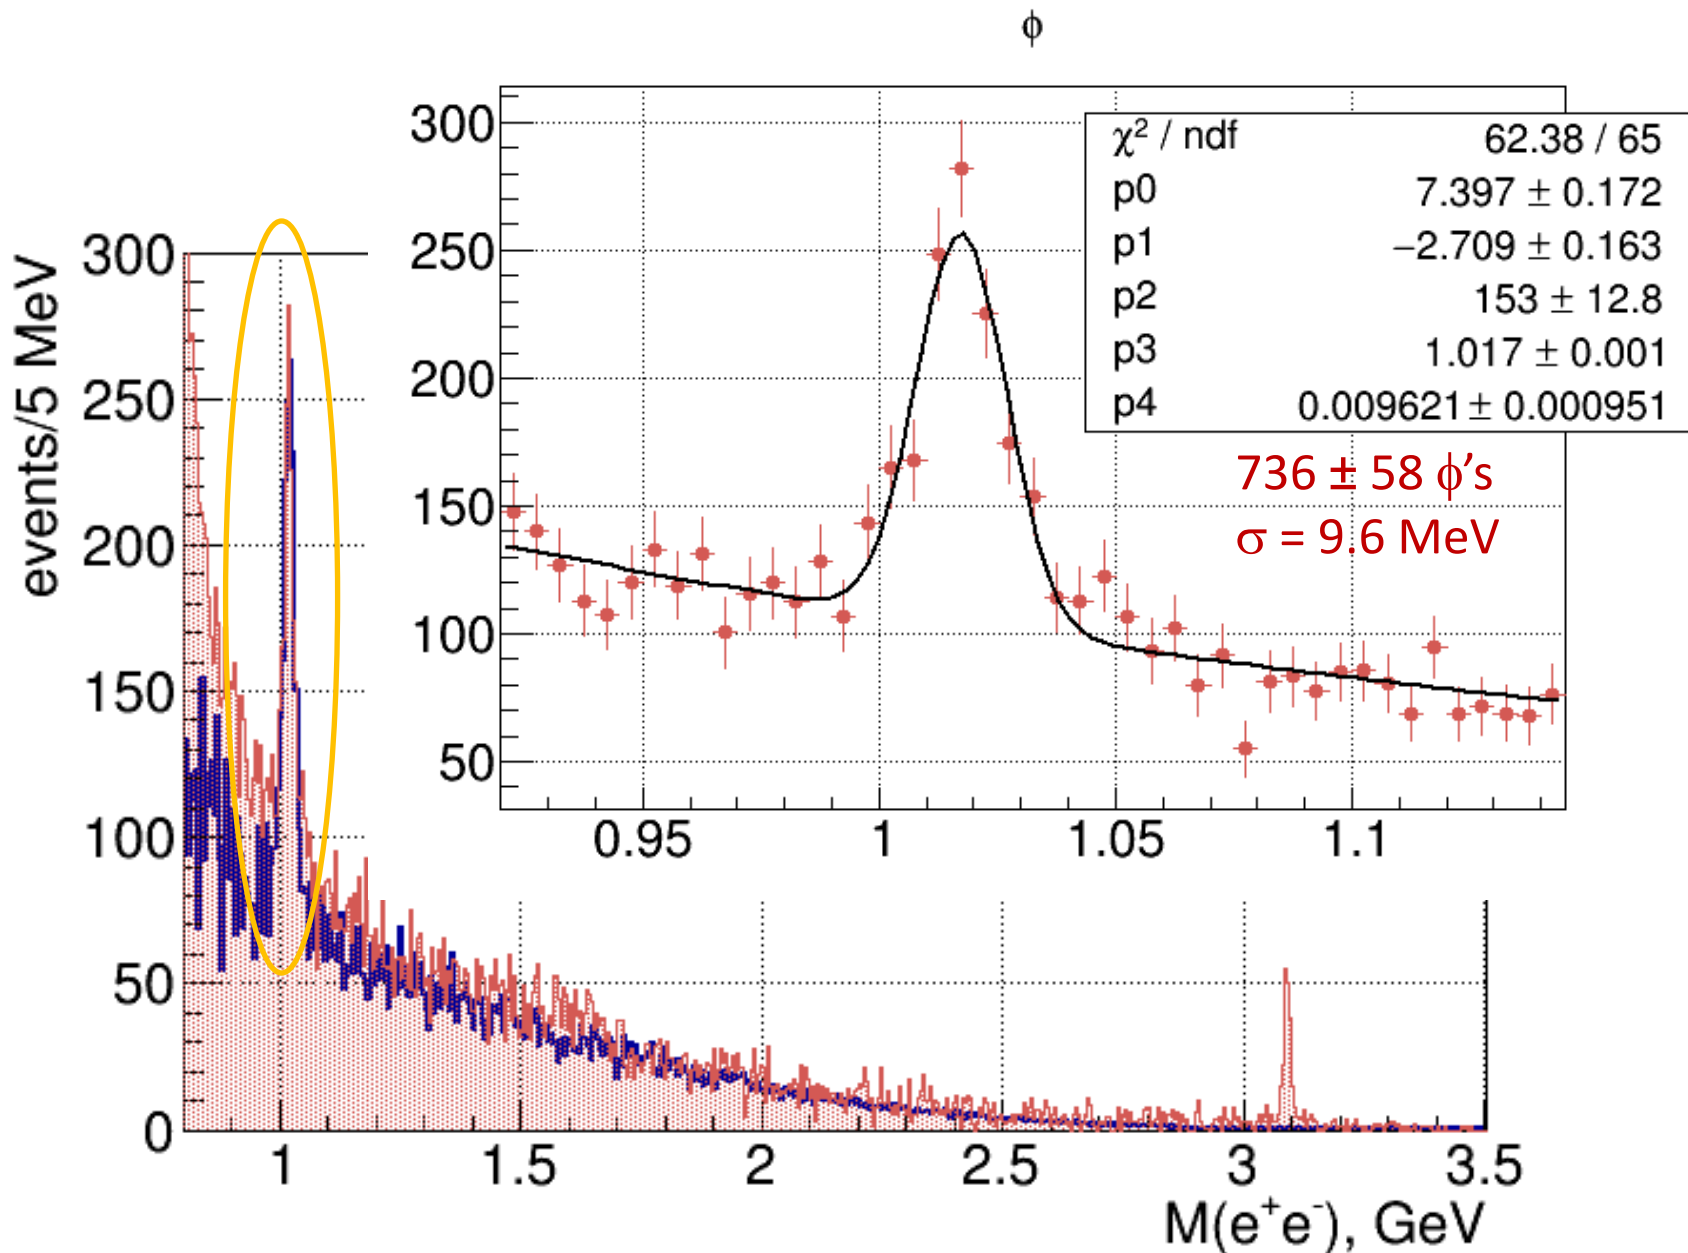 ϕ
300
250
200
150
100
50
0.95
1
1.05
1.1
χ² / ndf 62.38 / 65
p0 7.397 ± 0.172
p1 −2.709 ± 0.163
p2 153 ± 12.8
p3 1.017 ± 0.001
p4 0.009621 ± 0.000951
736 ± 58 ϕ's
σ = 9.6 MeV
events/5 MeV
300
250
200
150
100
50
0
1
1.5
2
2.5
3
3.5
M(e⁺e⁻), GeV